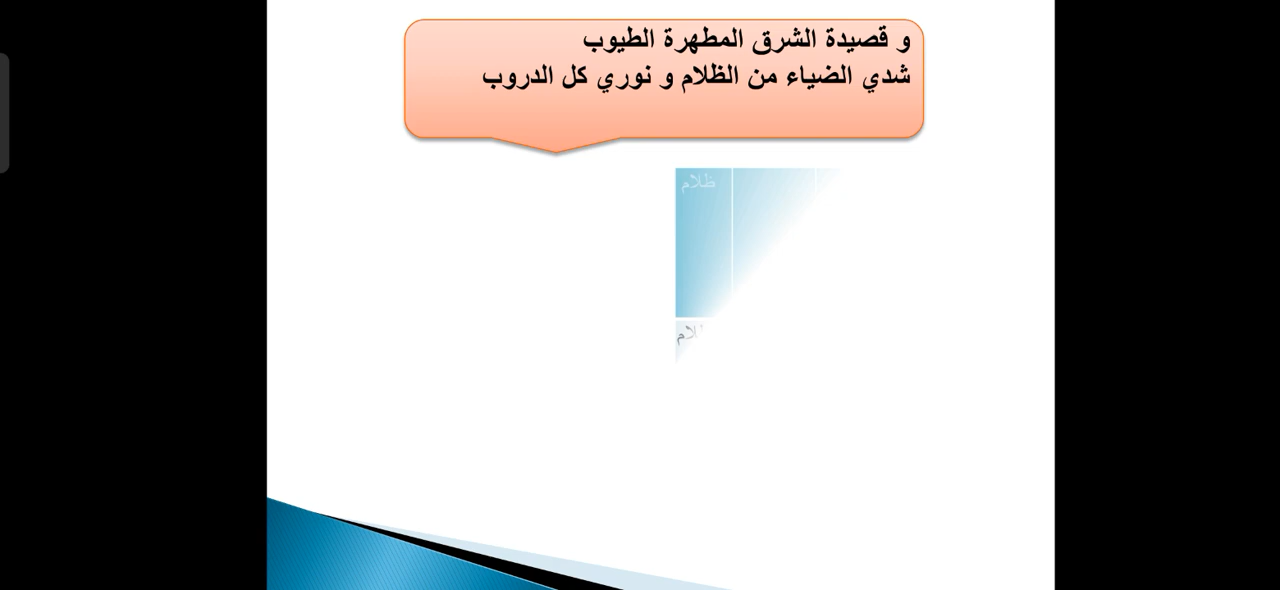 و قصيدة الشرق المطهرة الطيوب
شدي الضياء من الظلام و نوري كل الدروب
ظلام